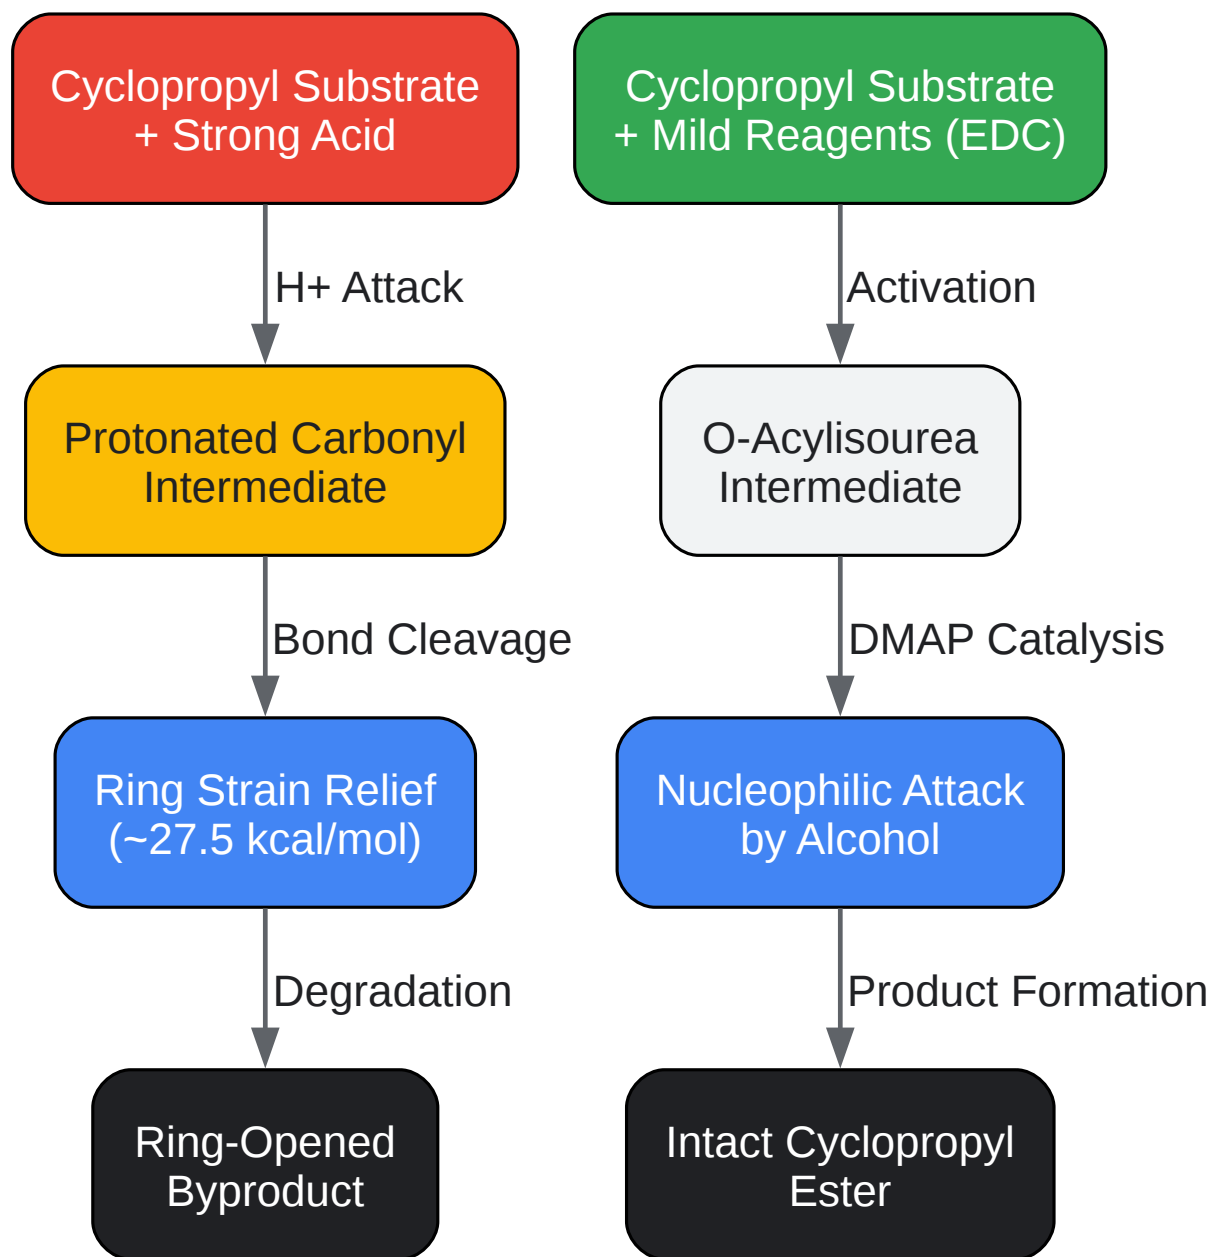 Cyclopropyl Substrate
+ Strong Acid
H+ Attack
Protonated Carbonyl
Intermediate
Bond Cleavage
Ring Strain Relief
(~27.5 kcal/mol)
Degradation
Ring-Opened
Byproduct
Cyclopropyl Substrate
+ Mild Reagents (EDC)
Activation
O-Acylisourea
Intermediate
DMAP Catalysis
Nucleophilic Attack
by Alcohol
Product Formation
Intact Cyclopropyl
Ester